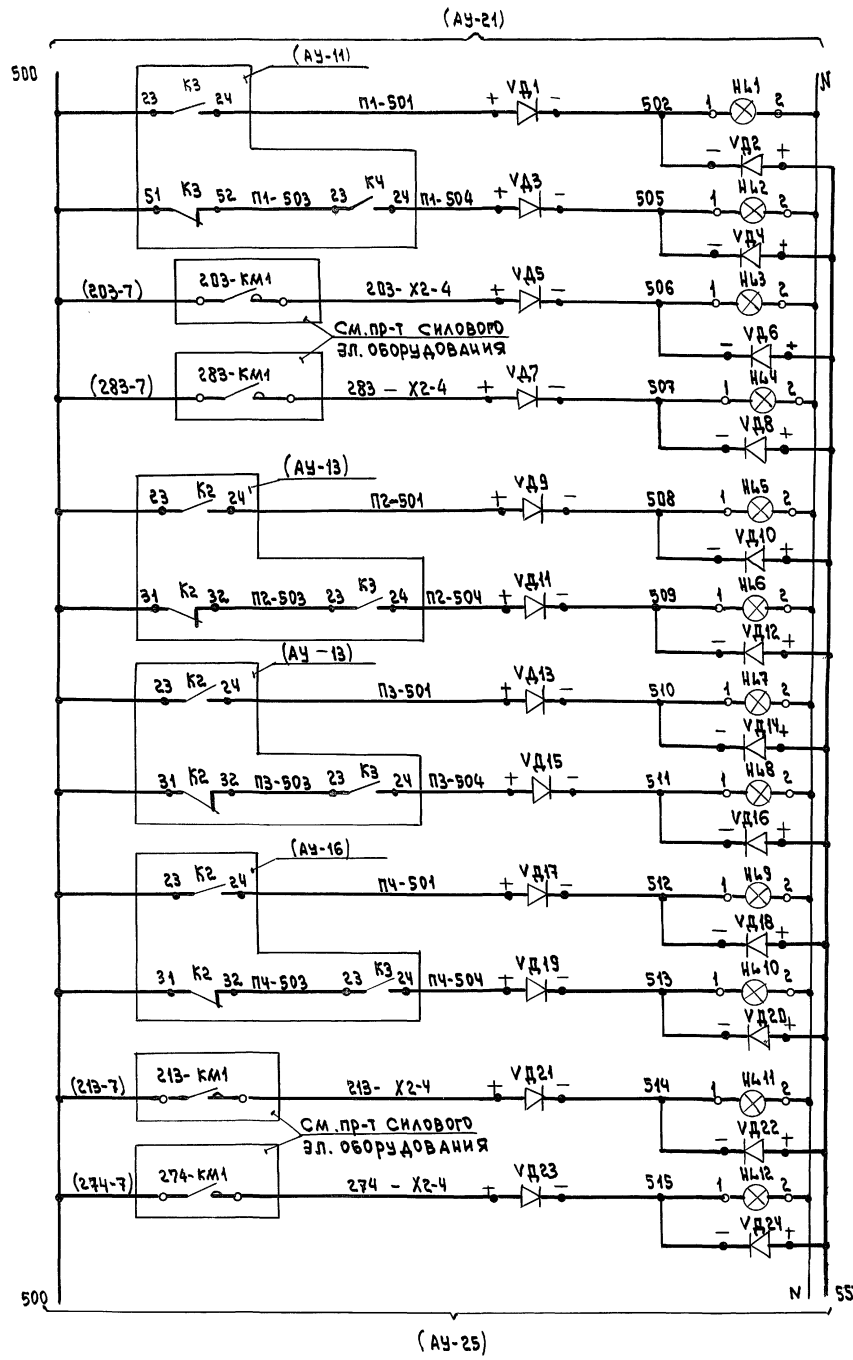 (АУ-21)
500
(АУ-11)
N
23 К3 24 П1-501 + VД1 - 502 1 HL1 2
- VД2 +
51 К3 52 П1-503 23 К4 24 П1-504 + VД3 - 505 1 HL2 2
- VД4 +
(203-7) 203-КМ1 203-Х2-4 + VД5 - 506 1 HL3 2
СМ. ПР-Т СИЛОВОГО
ЭЛ. ОБОРУДОВАНИЯ
- VД6 +
(283-7) 283-КМ1 283 - Х2-4 + VД7 - 507 1 HL4 2
- VД8 +
(АУ-13)
23 К2 24 П2-501 + VД9 - 508 1 HL5 2
- VД10 +
31 К2 32 П2-503 23 К3 24 П2-504 + VД11 - 509 1 HL6 2
- VД12 +
(АУ-13)
23 К2 24 П3-501 + VД13 - 510 1 HL7 2
- VД14 +
31 К2 32 П3-503 23 К3 24 П3-504 + VД15 - 511 1 HL8 2
- VД16 +
(АУ-16)
23 К2 24 П4-501 + VД17 - 512 1 HL9 2
- VД18 +
31 К2 32 П4-503 23 К3 24 П4-504 + VД19 - 513 1 HL10 2
- VД20 +
(213-7) 213-КМ1 213- Х2-4 + VД21 - 514 1 HL11 2
СМ. ПР-Т СИЛОВОГО
ЭЛ. ОБОРУДОВАНИЯ
- VД22 +
(274-7) 274-КМ1 274 - Х2-4 + VД23 - 515 1 HL12 2
- VД24 +
500
N
(АУ-25)